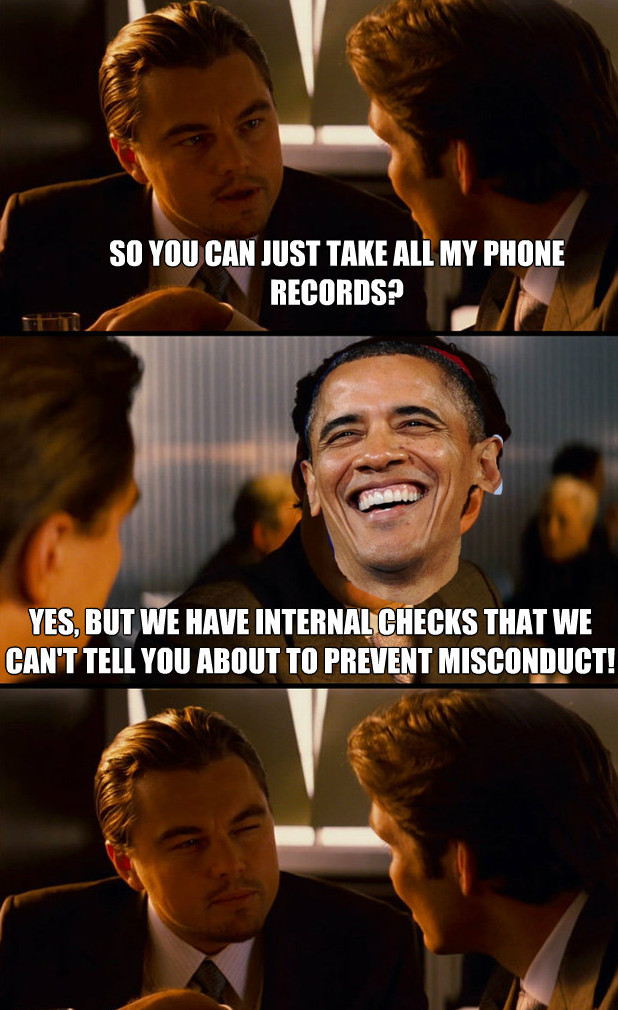 SO YOU CAN JUST TAKE ALL MY PHONE
RECORDS?
YES, BUT WE HAVE INTERNAL CHECKS THAT WE
CAN'T TELL YOU ABOUT TO PREVENT MISCONDUCT!